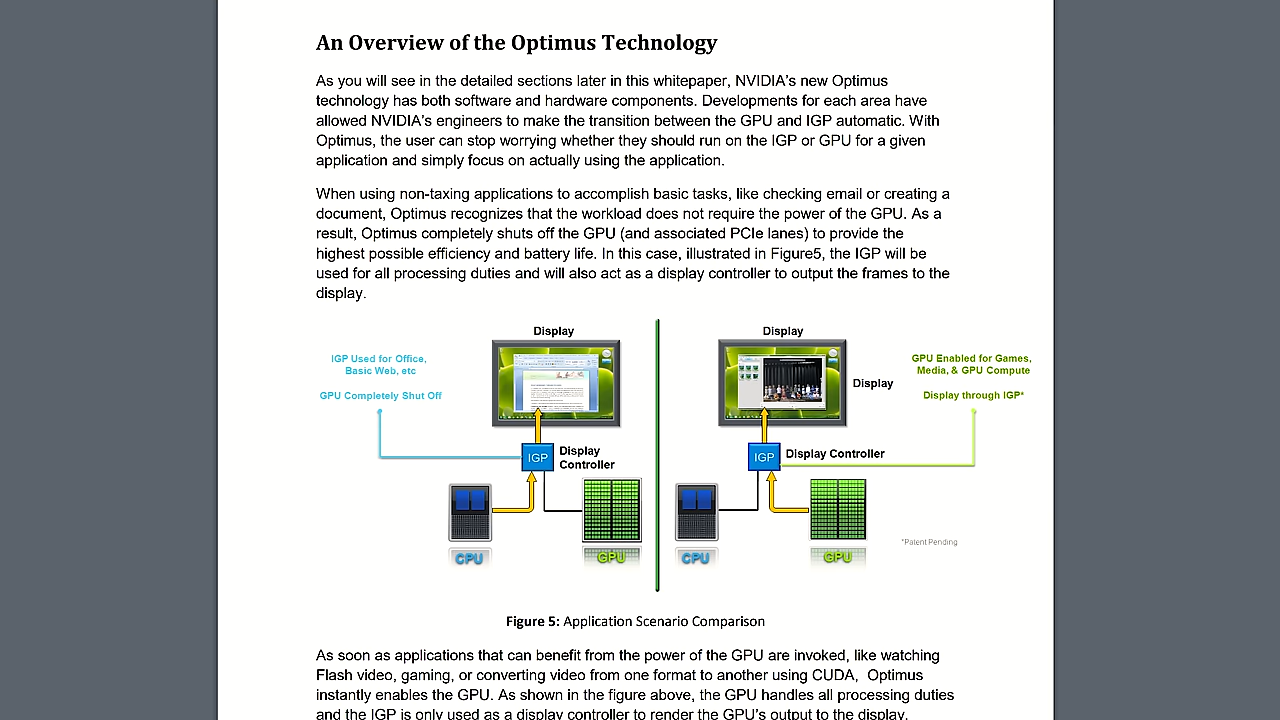 An Overview of the Optimus Technology
As you will see in the detailed sections later in this whitepaper, NVIDIA's new Optimus
technology has both software and hardware components. Developments for each area have
allowed NVIDIA's engineers to make the transition between the GPU and IGP automatic. With
Optimus, the user can stop worrying whether they should run on the IGP or GPU for a given
application and simply focus on actually using the application.
When using non-taxing applications to accomplish basic tasks, like checking email or creating a
document, Optimus recognizes that the workload does not require the power of the GPU. As a
result, Optimus completely shuts off the GPU (and associated PCIe lanes) to provide the
highest possible efficiency and battery life. In this case, illustrated in Figure5, the IGP will be
used for all processing duties and will also act as a display controller to output the frames to the
display.
Display
IGP Used for Office,
Basic Web, etc
GPU Completely Shut Off
IGP
Display
Controller
CPU
GPU
Display
Display
GPU Enabled for Games,
Media, & GPU Compute
Display through IGP*
IGP
Display Controller
CPU
GPU
*Patent Pending
Figure 5: Application Scenario Comparison
As soon as applications that can benefit from the power of the GPU are invoked, like watching
Flash video, gaming, or converting video from one format to another using CUDA, Optimus
instantly enables the GPU. As shown in the figure above, the GPU handles all processing duties
and the IGP is only used as a display controller to render the GPU's output to the display.